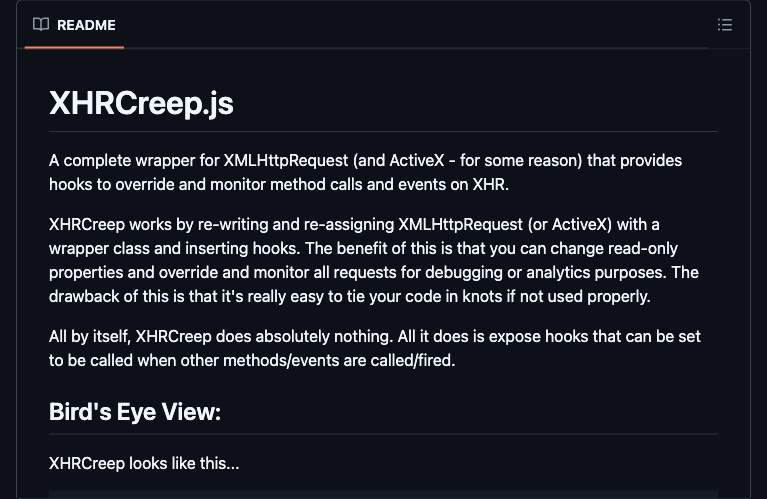 README
XHRCreep.js
A complete wrapper for XMLHttpRequest (and ActiveX - for some reason) that provides
hooks to override and monitor method calls and events on XHR.
XHRCreep works by re-writing and re-assigning XMLHttpRequest (or ActiveX) with a
wrapper class and inserting hooks. The benefit of this is that you can change read-only
properties and override and monitor all requests for debugging or analytics purposes. The
drawback of this is that it's really easy to tie your code in knots if not used properly.
All by itself, XHRCreep does absolutely nothing. All it does is expose hooks that can be set
to be called when other methods/events are called/fired.
Bird's Eye View:
XHRCreep looks like this...